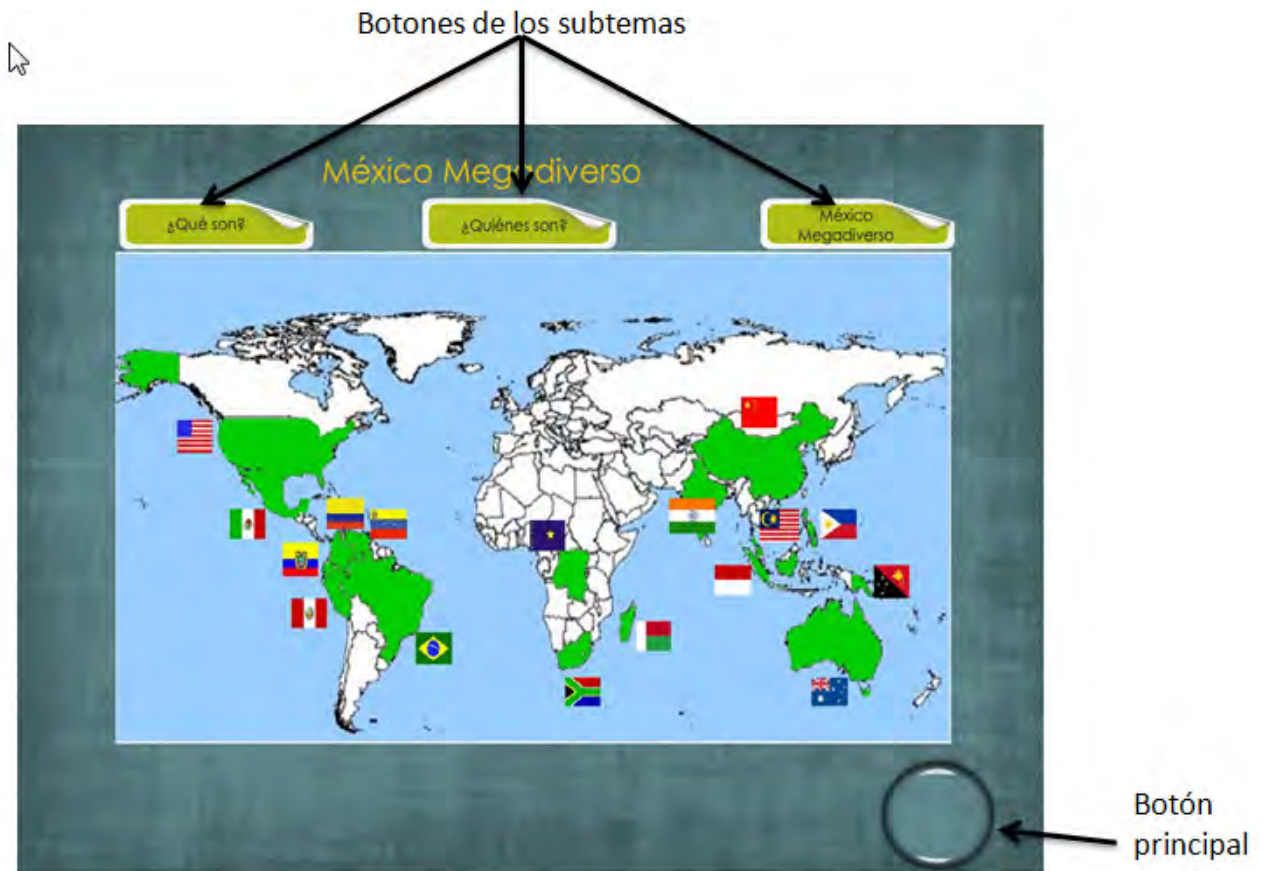 Botones de los subtemas
México Megadiverso
¿Qué son?
¿Quiénes son?
México
Megadiverso
Botón
principal